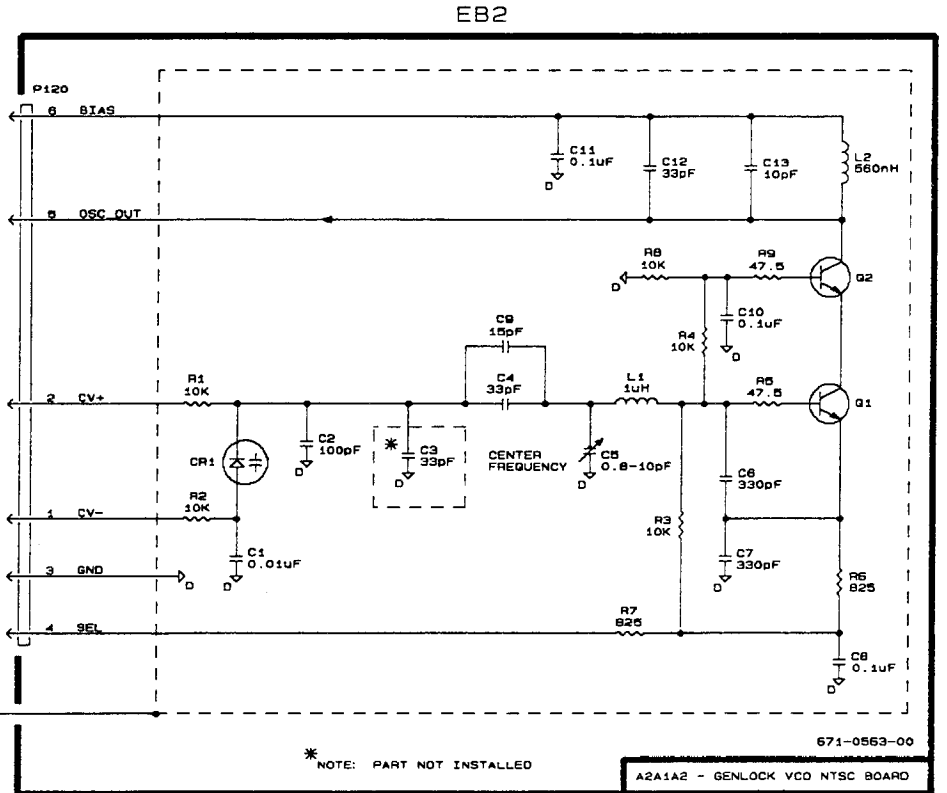 EB2
P120
6 BIAS
C11
0.1uF
D
C12
33pF
C13
10pF
L2
560nH
5 OSC_OUT
R8
10K
D
R9
47.5
Q2
C10
0.1uF
D
R4
10K
C9
15pF
C4
33pF
L1
1uH
R5
47.5
Q1
2 CV+
R1
10K
CR1
C2
100pF
D
*
C3
33pF
D
CENTER
FREQUENCY
C5
0.8-10pF
D
C6
330pF
R3
10K
1 CV-
R2
10K
C1
0.01uF
D
C7
330pF
D
R6
825
3 GND
D
4 SEL
R7
825
C8
0.1uF
D
671-0563-00
*NOTE: PART NOT INSTALLED
A2A1A2 - GENLOCK VCO NTSC BOARD